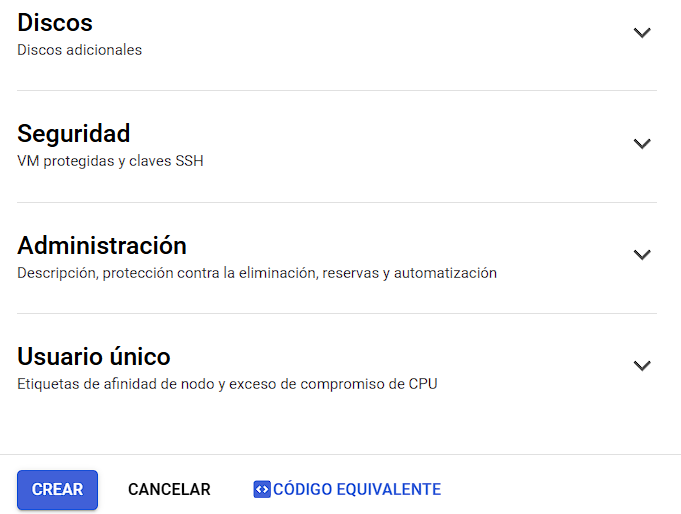 Discos
Discos adicionales
Seguridad
VM protegidas y claves SSH
Administración
Descripción, protección contra la eliminación, reservas y automatización
Usuario único
Etiquetas de afinidad de nodo y exceso de compromiso de CPU
CREAR CANCELAR CÓDIGO EQUIVALENTE